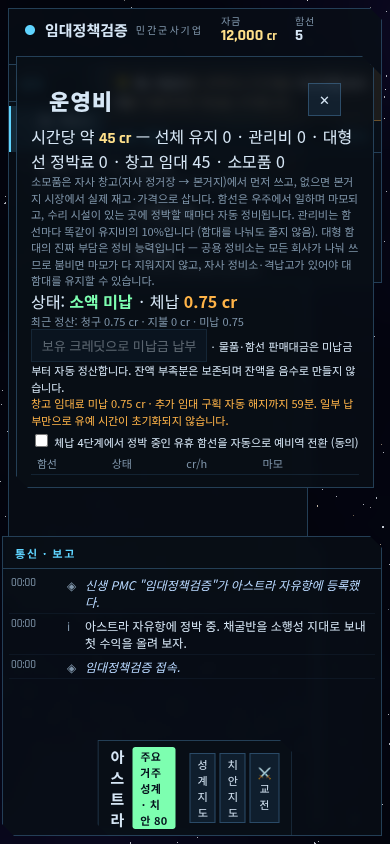 임대정책검증 민간군사기업 자금 함선
12,000 cr 5
운영비 ×
시간당 약 45 cr — 선체 유지 0 · 관리비 0 · 대형
선 정박료 0 · 창고 임대 45 · 소모품 0
소모품은 자사 창고(자사 정거장 → 본거지)에서 먼저 쓰고, 없으면 본거
지 시장에서 실제 재고·가격으로 삽니다. 함선은 우주에서 일하며 마모되
고, 수리 시설이 있는 곳에 정박할 때마다 자동 정비됩니다. 관리비는 함
선마다 똑같이 유지비의 10%입니다 (함대를 나눠도 줄지 않음). 대형 함
대의 진짜 부담은 정비 능력입니다 — 공용 정비소는 모든 회사가 나눠 쓰
므로 붐비면 마모가 다 지워지지 않고, 자사 정비소·격납고가 있어야 대
함대를 유지할 수 있습니다.
상태: 소액 미납 · 체납 0.75 cr
최근 정산: 청구 0.75 cr · 지불 0 cr · 미납 0.75
보유 크레딧으로 미납금 납부 · 물품·함선 판매대금은 미납금
부터 자동 정산합니다. 잔액 부족분은 보존되며 잔액을 음수로 만들지 않
습니다.
창고 임대료 미납 0.75 cr · 추가 임대 구획 자동 해지까지 59분. 일부 납
부만으로 유예 시간이 초기화되지 않습니다.
체납 4단계에서 정박 중인 유휴 함선을 자동으로 예비역 전환 (동의)
함선 상태 cr/h 마모
통신 · 보고
00:00 ◈ 신생 PMC "임대정책검증"가 아스트라 자유항에 등록했
다.
00:00 i 아스트라 자유항에 정박 중. 채굴반을 소행성 지대로 보내
첫 수익을 올려 보자.
00:00 ◈ 임대정책검증 접속.
아
스
트
라
주요
거주
성계
· 치
안 80
성
계
지
도
치
안
지
도
⚔
교
전